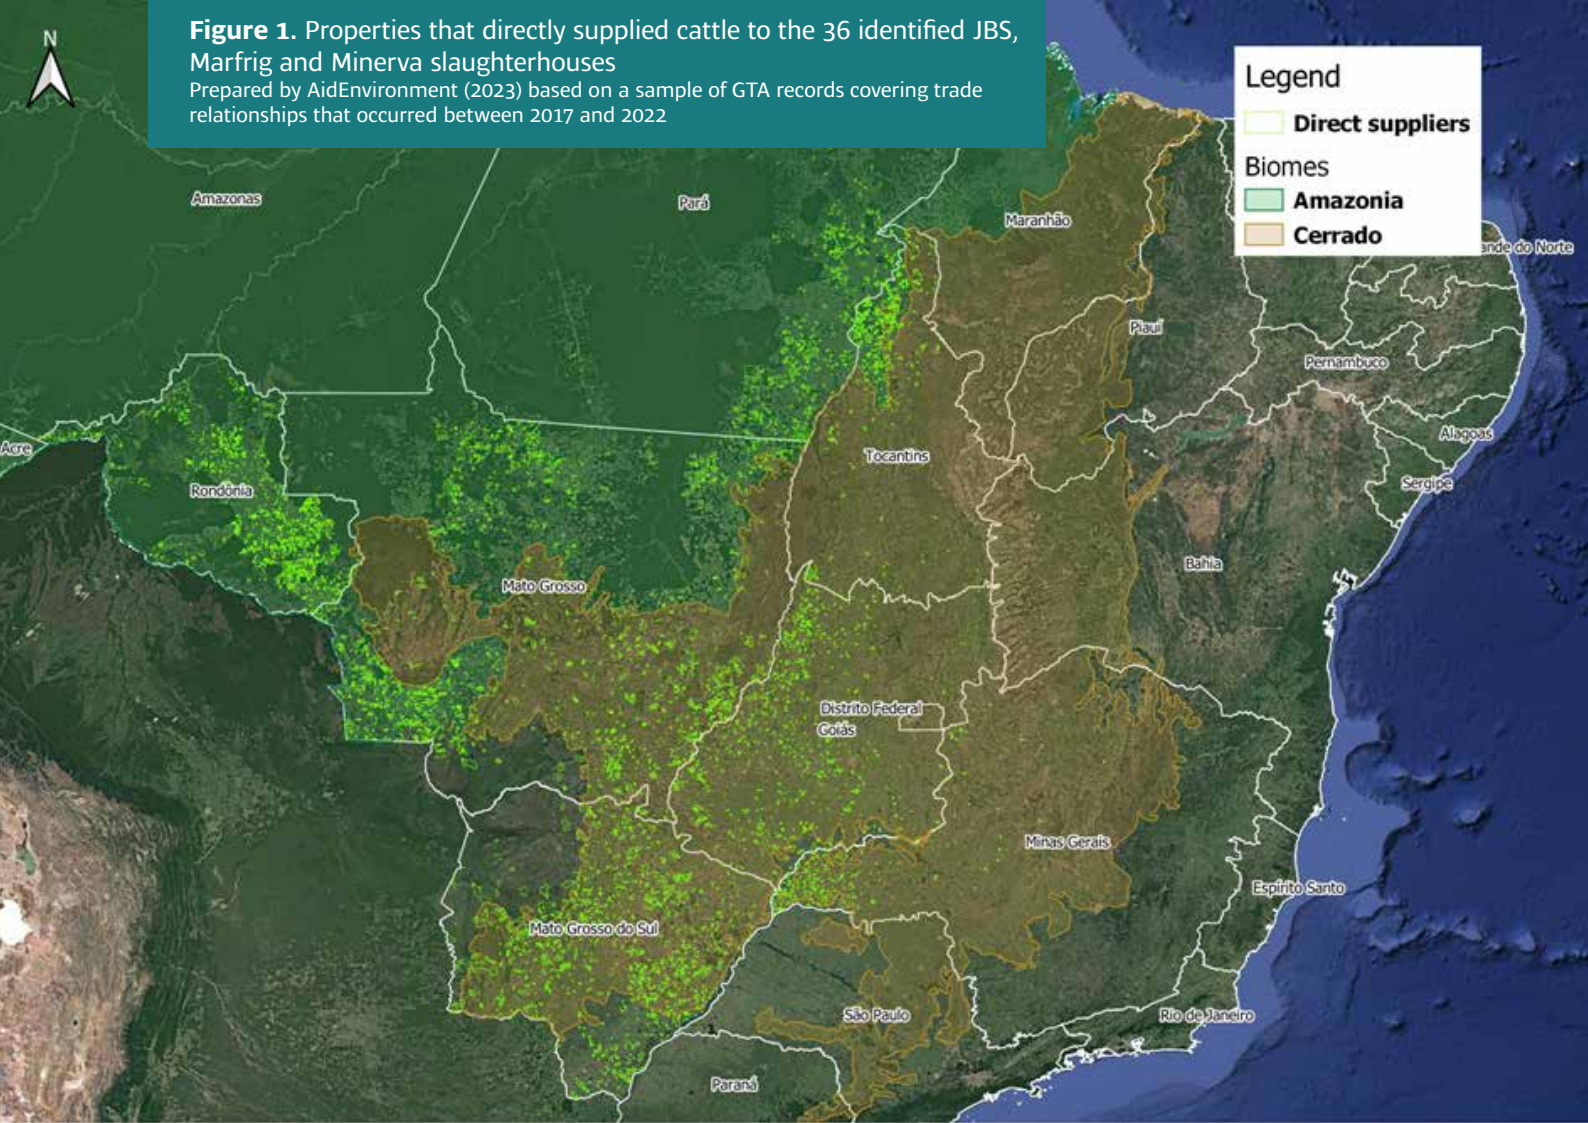 Figure 1. Properties that directly supplied cattle to the 36 identified JBS,
Marfrig and Minerva slaughterhouses
Prepared by AidEnvironment (2023) based on a sample of GTA records covering trade
relationships that occurred between 2017 and 2022
N
Legend
Direct suppliers
Biomes
Amazonia
Cerrado
Amazonas
Pará
Maranhão
ande do Norte
Piauí
Pernambuco
Acre
Alagoas
Tocantins
Rondônia
Sergipe
Bahia
Mato Grosso
Distrito Federal
Goiás
Minas Gerais
Espírito Santo
Mato Grosso do Sul
São Paulo
Rio de Janeiro
Paraná